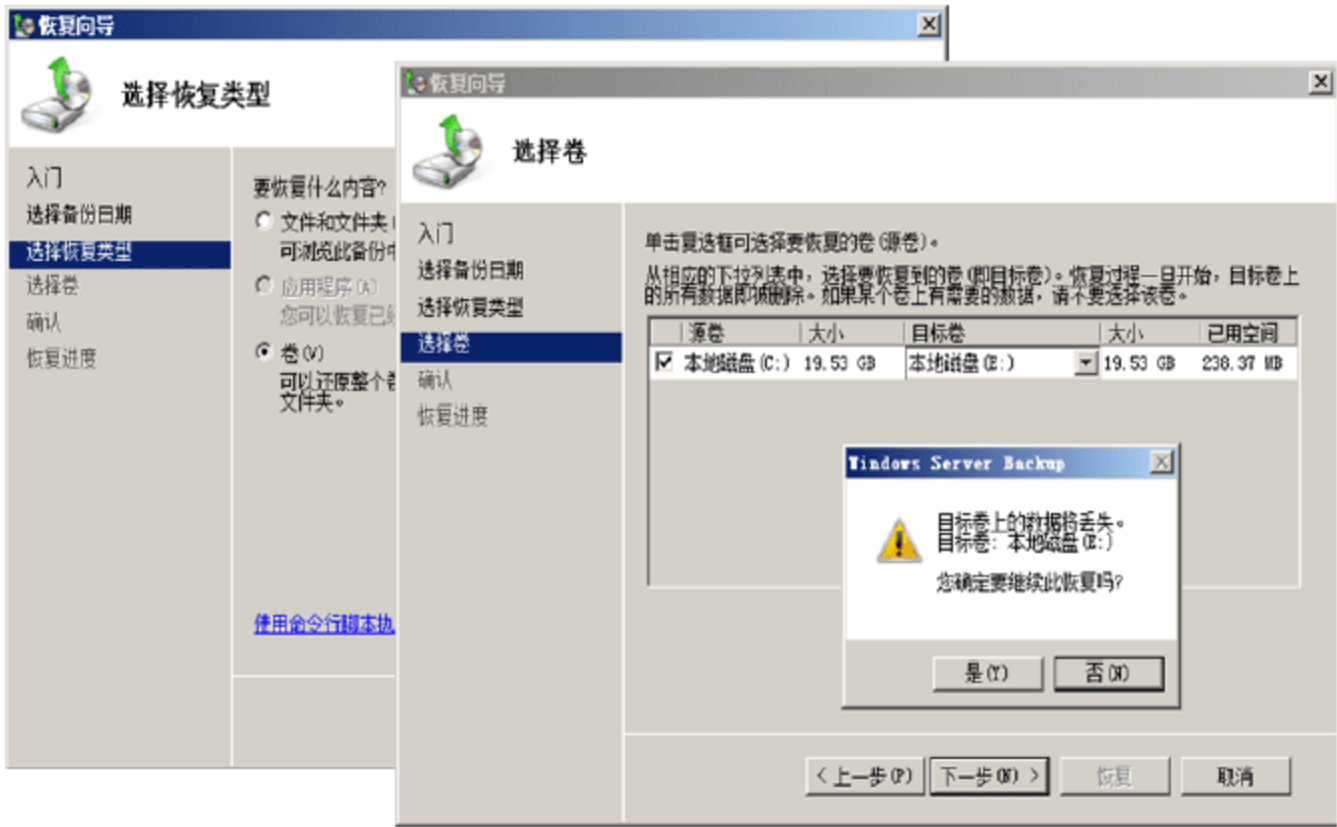 恢复向导
选择恢复类型
入门
选择备份日期
选择恢复类型
选择卷
确认
恢复进度
要恢复什么内容?
文件和文件夹(
可浏览此备份中
应用程序(A)
您可以恢复已经
卷(V)
可以还原整个卷
文件夹。
使用命令行脚本执
恢复向导
选择卷
入门
选择备份日期
选择恢复类型
选择卷
确认
恢复进度
单击复选框可选择要恢复的卷(源卷)。
从相应的下拉列表中，选择要恢复到的卷(即目标卷)。恢复过程一旦开始，目标卷上
的所有数据即被删除。如果某个卷上有需要的数据，请不要选择该卷。
源卷 大小 目标卷 大小 已用空间
本地磁盘(C:) 19.53 GB 本地磁盘(E:) 19.53 GB 238.37 MB
Windows Server Backup
目标卷上的数据将丢失。
目标卷: 本地磁盘(E:)
您确定要继续此恢复吗?
是(Y) 否(N)
<上一步(P) 下一步(N)> 恢复 取消